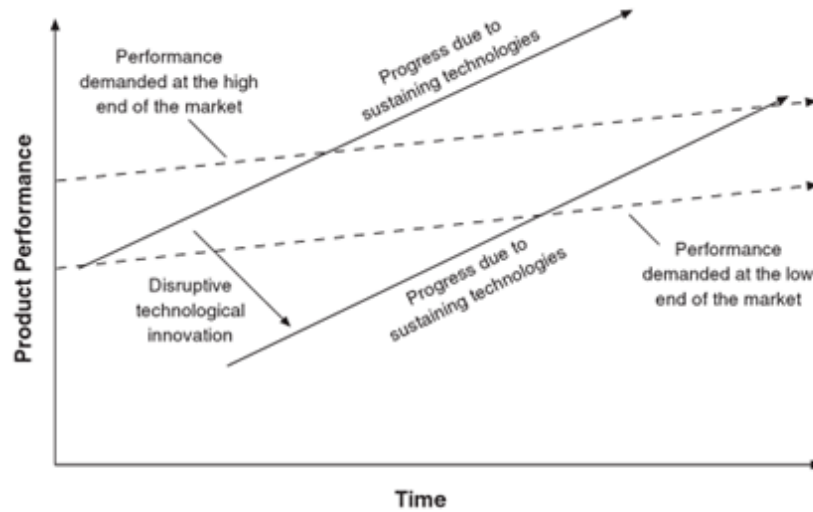 Performance
demanded at the high
end of the market
Progress due to
sustaining technologies
Product Performance
Disruptive
technological
innovation
Progress due to
sustaining technologies
Performance
demanded at the low
end of the market
Time